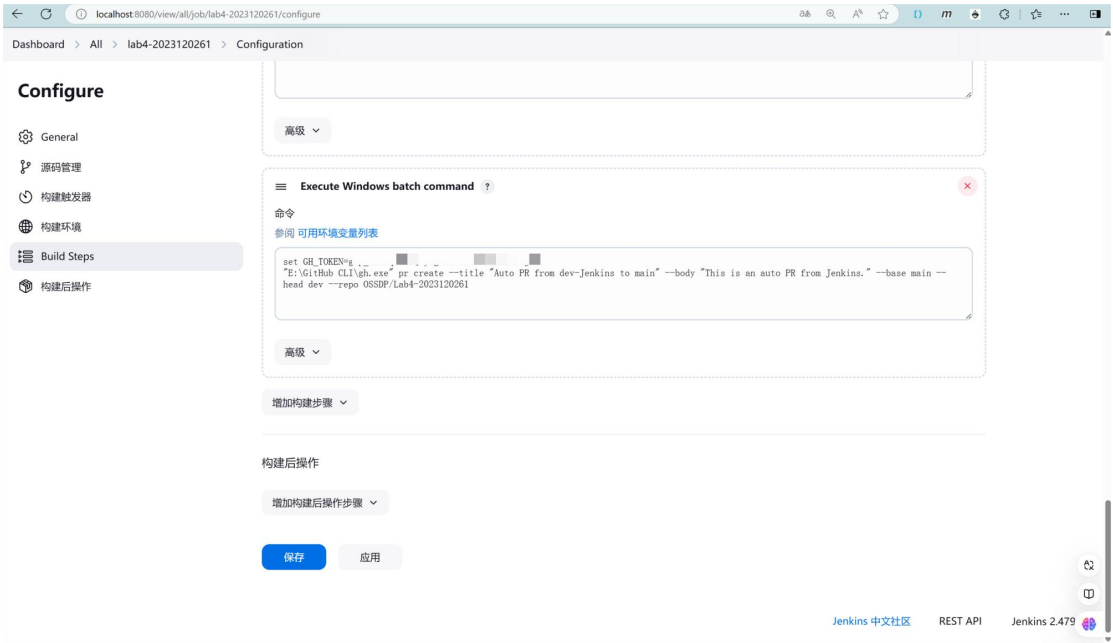 localhost:8080/view/all/job/lab4-2023120261/configure
Dashboard > All > lab4-2023120261 > Configuration
Configure
General
源码管理
构建触发器
构建环境
Build Steps
构建后操作
高级
Execute Windows batch command ?
命令
参阅 可用环境变量列表
set GH_TOKEN=g
"E:\GitHub CLI\gh.exe" pr create --title "Auto PR from dev-Jenkins to main" --body "This is an auto PR from Jenkins." --base main --
head dev --repo OSSDP/Lab4-2023120261
高级
增加构建步骤
构建后操作
增加构建后操作步骤
保存 应用
Jenkins 中文社区 REST API Jenkins 2.479